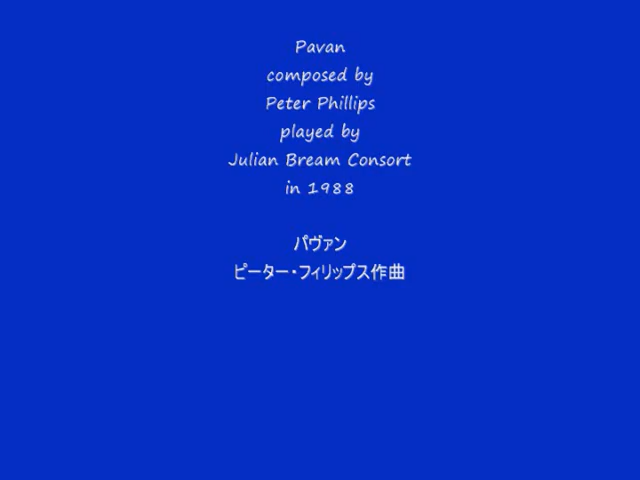 Pavan
composed by
Peter Phillips
played by
Julian Bream Consort
in 1988
パヴァン
ピーター・フィリップス作曲